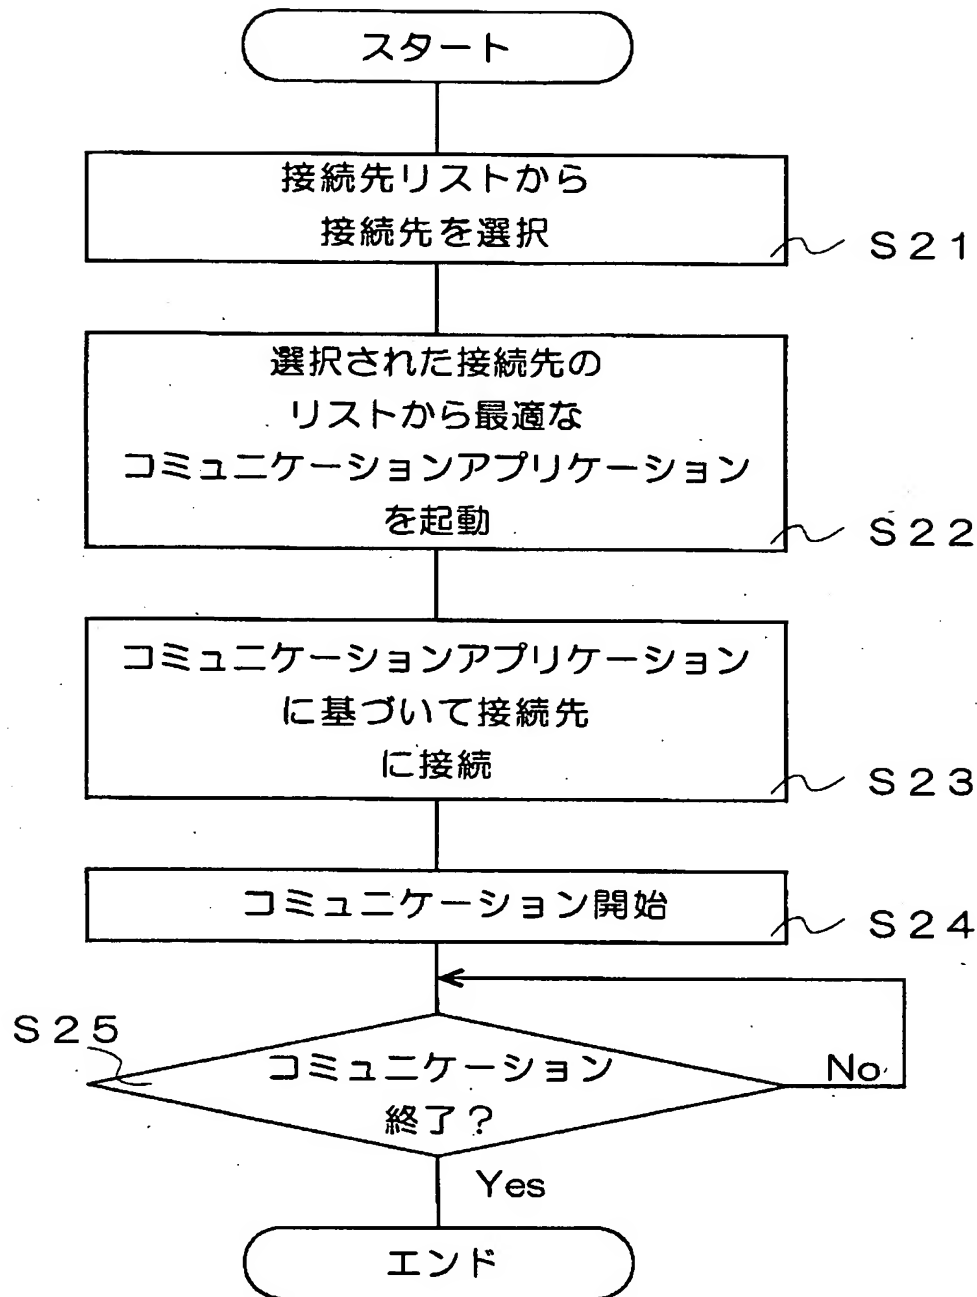 スタート
接続先リストから
接続先を選択
S21
選択された接続先の
リストから最適な
コミュニケーションアプリケーション
を起動
S22
コミュニケーションアプリケーション
に基づいて接続先
に接続
S23
コミュニケーション開始
S24
S25
コミュニケーション
終了?
No
Yes
エンド